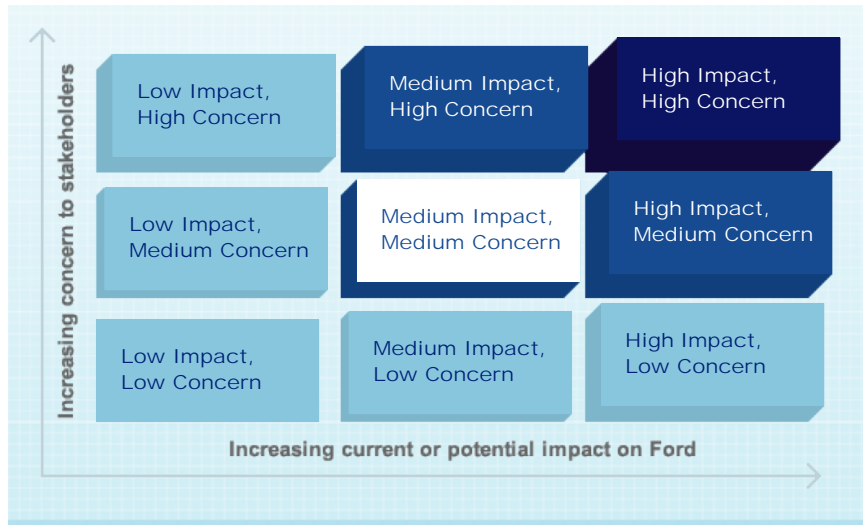 Increasing concern to stakeholders
Low Impact,
High Concern
Medium Impact,
High Concern
High Impact,
High Concern
Low Impact,
Medium Concern
Medium Impact,
Medium Concern
High Impact,
Medium Concern
Low Impact,
Low Concern
Medium Impact,
Low Concern
High Impact,
Low Concern
Increasing current or potential impact on Ford